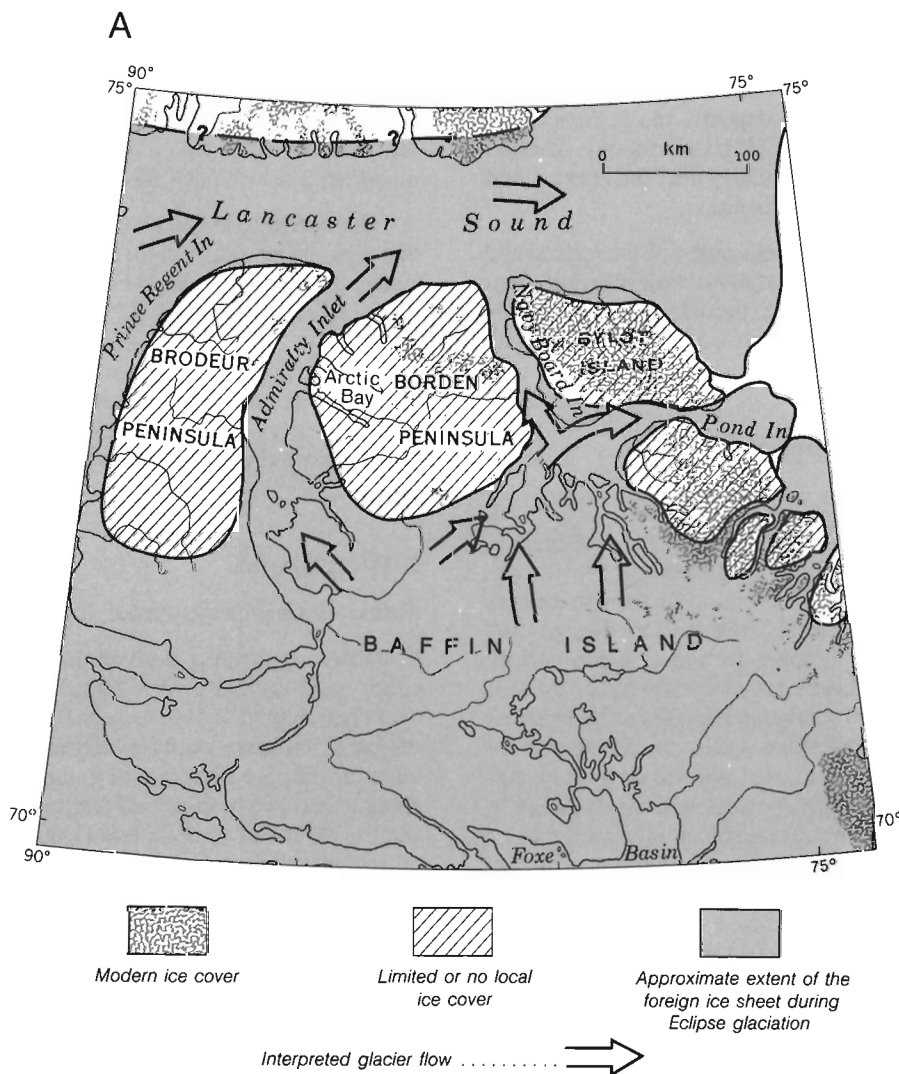 A
90°
75°
75°
75°
?
?
km
0
100
Lancaster Sound
Prince Regent In
Admiralty Inlet
Navy Board In
BYLOT
ISLAND
BRODEUR
PENINSULA
Arctic
Bay
BORDEN
PENINSULA
Pond In
BAFFIN ISLAND
70°
70°
90°
75°
Foxe Basin
Modern ice cover
Limited or no local
ice cover
Approximate extent of the
foreign ice sheet during
Eclipse glaciation
Interpreted glacier flow ..........